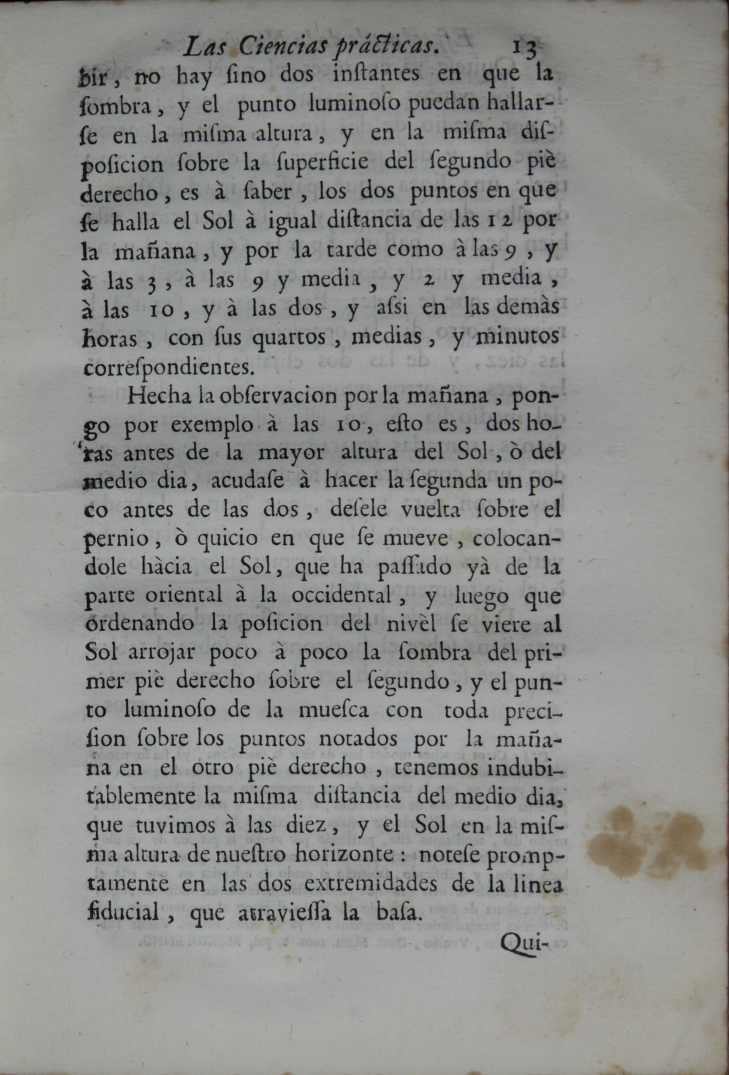 Las Ciencias prácticas. 13
bir, no hay ſino dos inſtantes en que la
ſombra, y el punto luminoſo puedan hallar-
ſe en la miſma altura, y en la miſma diſ-
poſicion ſobre la ſuperficie del ſegundo piè
derecho, es à ſaber, los dos puntos en que
ſe halla el Sol à igual diſtancia de las 12 por
la mañana, y por la tarde como à las 9, y
à las 3, à las 9 y media, y 2 y media,
à las 10, y à las dos, y aſsi en las demàs
horas, con ſus quartos, medias, y minutos
correſpondientes.
Hecha la obſervacion por la mañana, pon-
go por exemplo à las 10, eſto es, dos ho-
ras antes de la mayor altura del Sol, ò del
medio dia, acudaſe à hacer la ſegunda un po-
co antes de las dos, deſele vuelta ſobre el
pernio, ò quicio en que ſe mueve, colocan-
dole hàcia el Sol, que ha paſſado yà de la
parte oriental à la occidental, y luego que
ordenando la poſicion del nivèl ſe viere al
Sol arrojar poco à poco la ſombra del pri-
mer piè derecho ſobre el ſegundo, y el pun-
to luminoſo de la mueſca con toda preci-
ſion ſobre los puntos notados por la maña-
na en el otro piè derecho, tenemos indubi-
tablemente la miſma diſtancia del medio dia,
que tuvimos à las diez, y el Sol en la miſ-
ma altura de nueſtro horizonte: noteſe promp-
tamente en las dos extremidades de la linea
fiducial, que atravieſſa la baſa.
Qui-